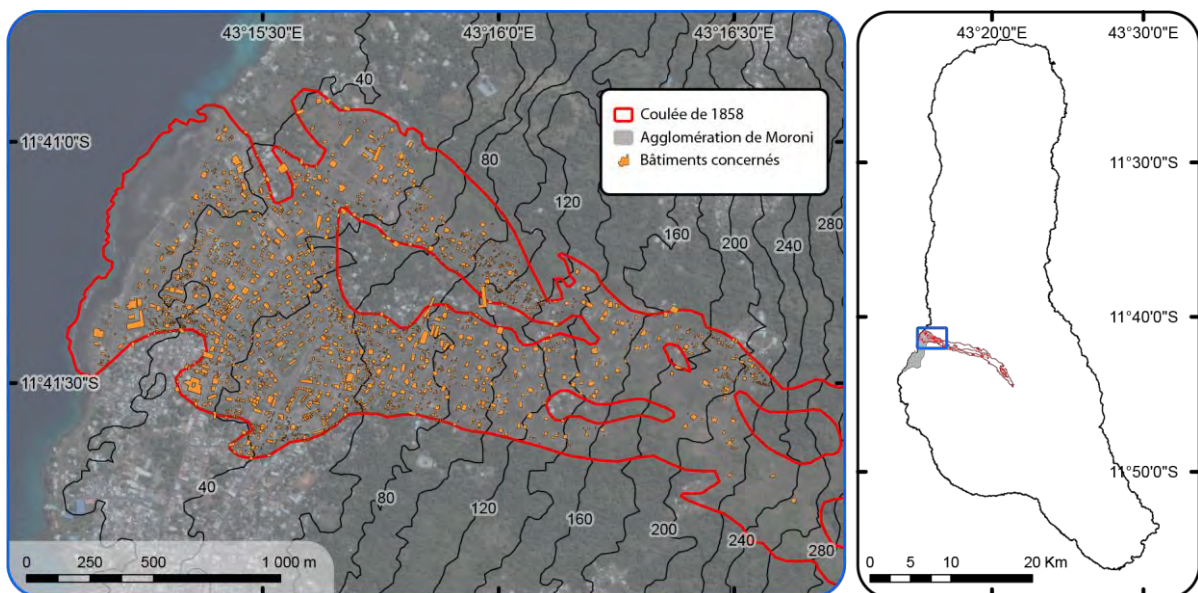 43°15'30"E 43°16'0"E 43°16'30"E
40
11°41'0"S
Coulée de 1858
Agglomération de Moroni
Bâtiments concernés
80
120
160
200
240
280
11°41'30"S
40
80
120
160
200
240
280
0 250 500 1 000 m
43°20'0"E 43°30'0"E
11°30'0"S
11°40'0"S
11°50'0"S
0 5 10 20 Km